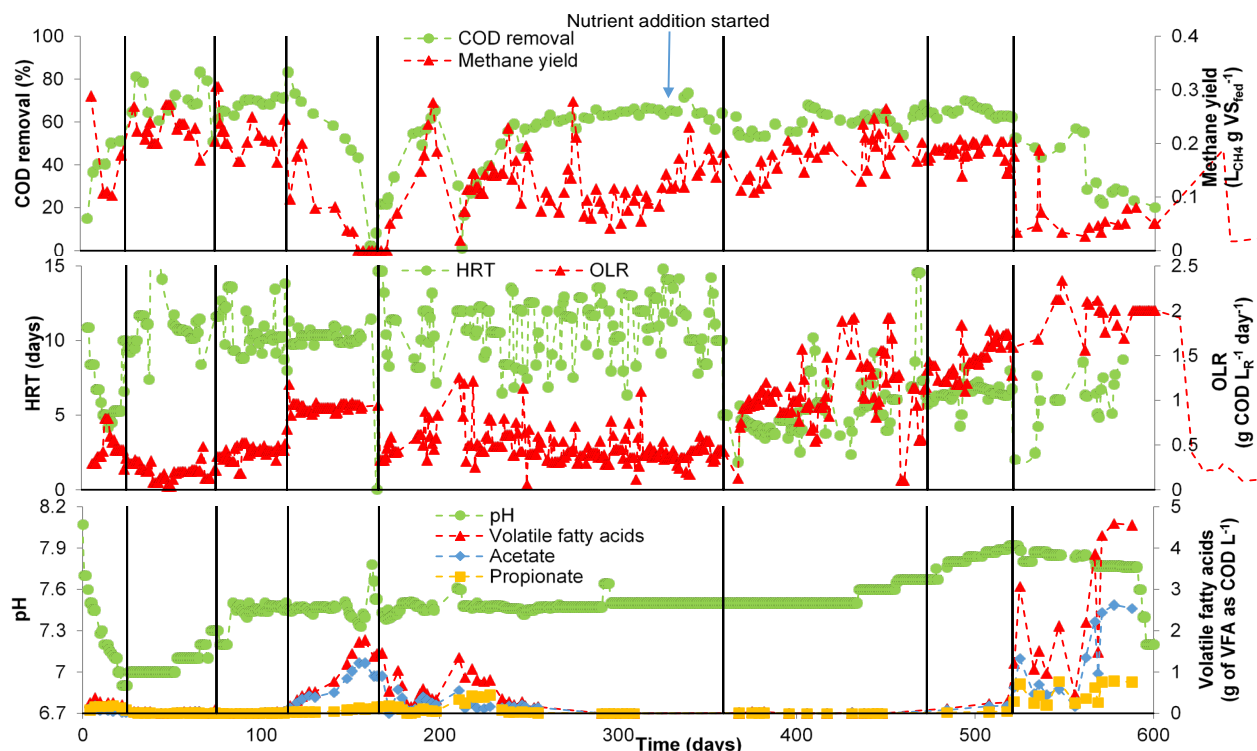 Nutrient addition started
100
80
60
40
20
0
COD removal (%)
COD removal
Methane yield
0.4
0.3
0.2
0.1
0
Methane yield
(L_CH4 g VS_fed^-1)
15
10
5
0
HRT (days)
HRT
OLR
2.5
2
1.5
1
0.5
0
OLR
(g COD L_R^-1 day^-1)
8.2
7.9
7.6
7.3
7
6.7
pH
pH
Volatile fatty acids
Acetate
Propionate
5
4
3
2
1
0
Volatile fatty acids
(g of VFA as COD L^-1)
0 100 200 400 500 600
Time (days)